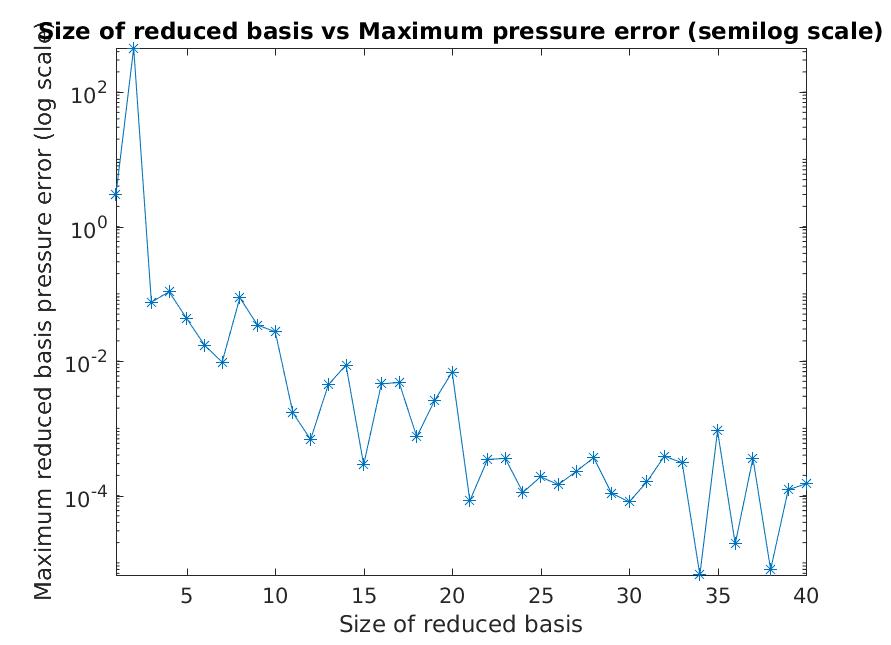 Size of reduced basis vs Maximum pressure error (semilog scale)
Maximum reduced basis pressure error (log scale)
10^2
10^0
10^-2
10^-4
5 10 15 20 25 30 35 40
Size of reduced basis